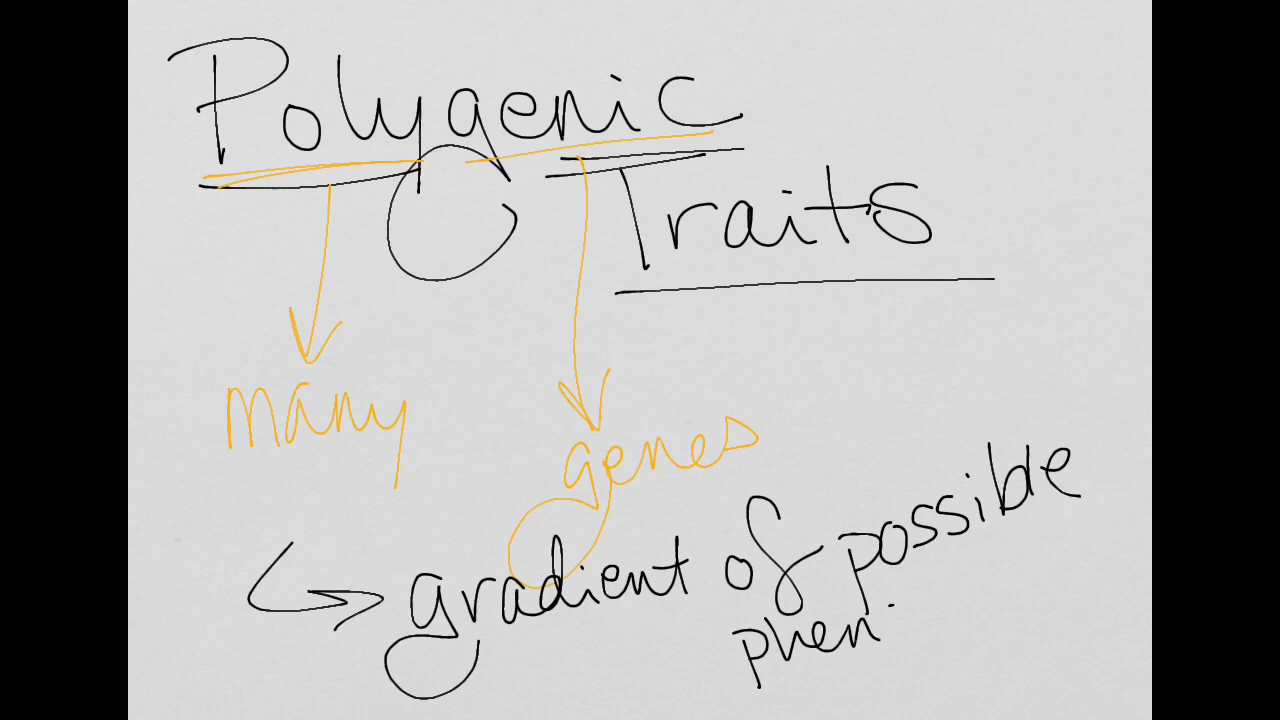 Polygenic
Traits
many
genes
gradient of possible
phen